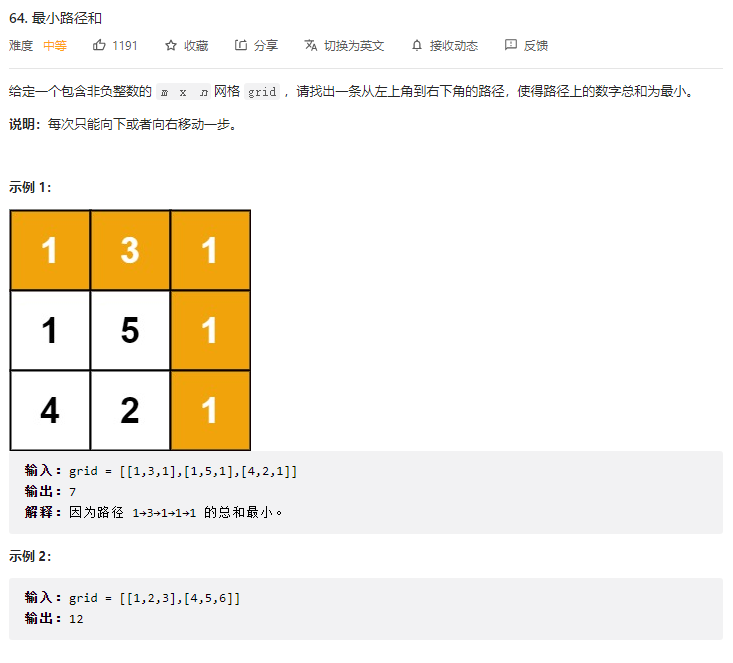 64. 最小路径和
难度 中等 1191 收藏 分享 切换为英文 接收动态 反馈
给定一个包含非负整数的 m x n 网格 grid ，请找出一条从左上角到右下角的路径，使得路径上的数字总和为最小。
说明：每次只能向下或者向右移动一步。
示例 1：
1 3 1
1 5 1
4 2 1
输入：grid = [[1,3,1],[1,5,1],[4,2,1]]
输出：7
解释：因为路径 1→3→1→1→1 的总和最小。
示例 2：
输入：grid = [[1,2,3],[4,5,6]]
输出：12